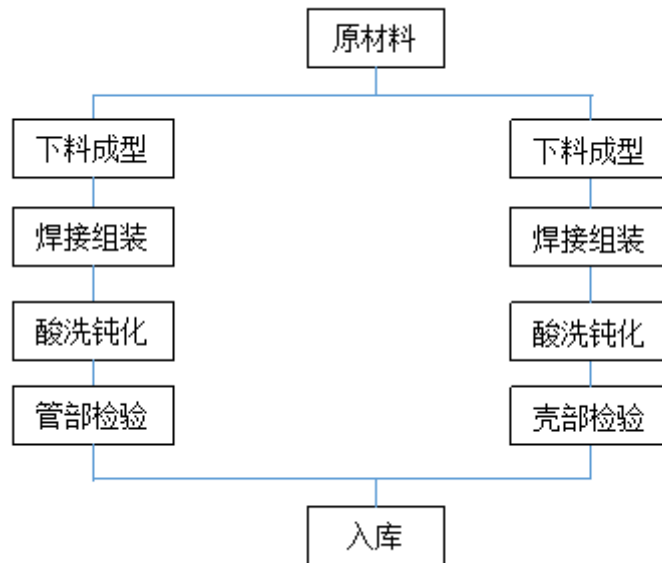 原材料
下料成型
下料成型
焊接组装
焊接组装
酸洗钝化
酸洗钝化
管部检验
壳部检验
入库